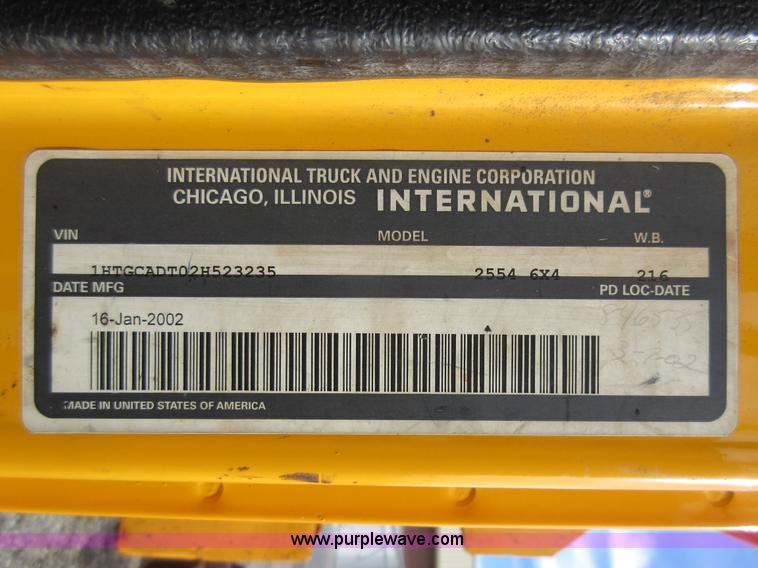 INTERNATIONAL TRUCK AND ENGINE CORPORATION
CHICAGO, ILLINOIS INTERNATIONAL®
VIN MODEL W.B.
1HTGCADT02H523235 2554 6X4 216
DATE MFG PD LOC-DATE
16-Jan-2002
MADE IN UNITED STATES OF AMERICA
www.purplewave.com